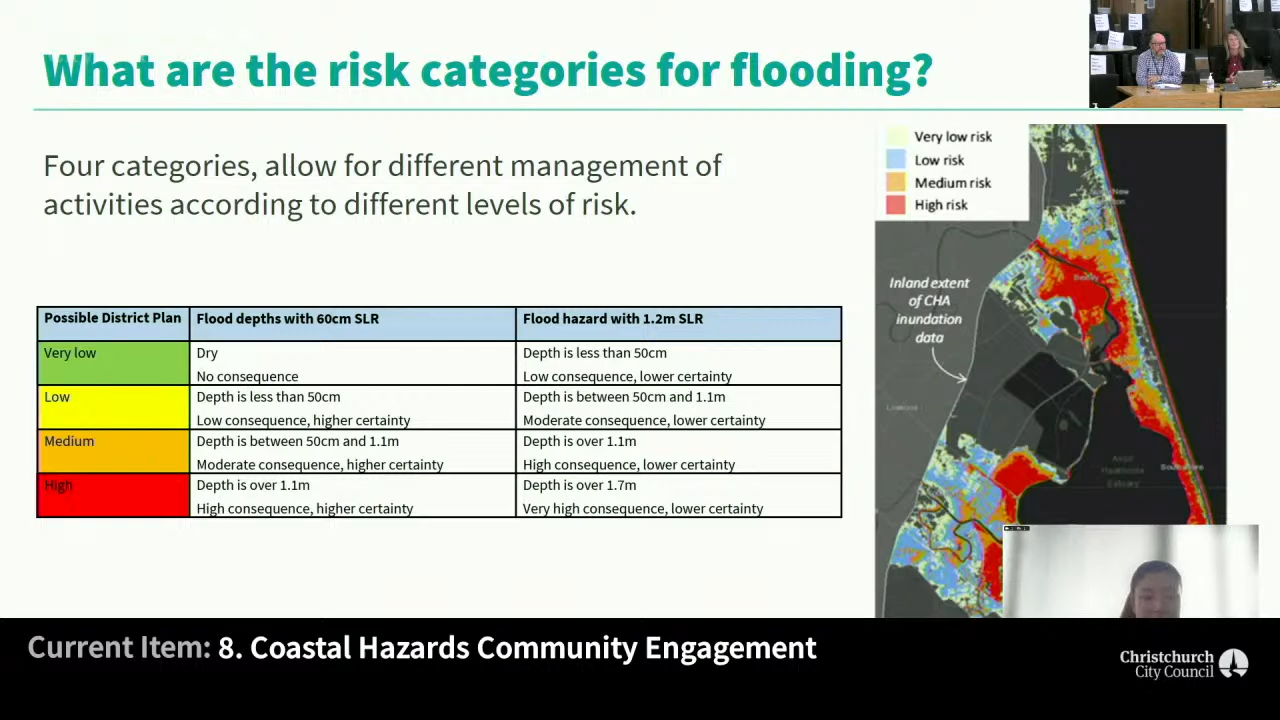 What are the risk categories for flooding?
Four categories, allow for different management of
activities according to different levels of risk.
Possible District Plan
Flood depths with 60cm SLR
Flood hazard with 1.2m SLR
Very low
Dry
No consequence
Depth is less than 50cm
Low consequence, lower certainty
Low
Depth is less than 50cm
Low consequence, higher certainty
Depth is between 50cm and 1.1m
Moderate consequence, lower certainty
Medium
Depth is between 50cm and 1.1m
Moderate consequence, higher certainty
Depth is over 1.1m
High consequence, lower certainty
High
Depth is over 1.1m
High consequence, higher certainty
Depth is over 1.7m
Very high consequence, lower certainty
Very low risk
Low risk
Medium risk
High risk
Inland extent
of CHA
inundation
data
Current Item: 8. Coastal Hazards Community Engagement
Christchurch
City Council